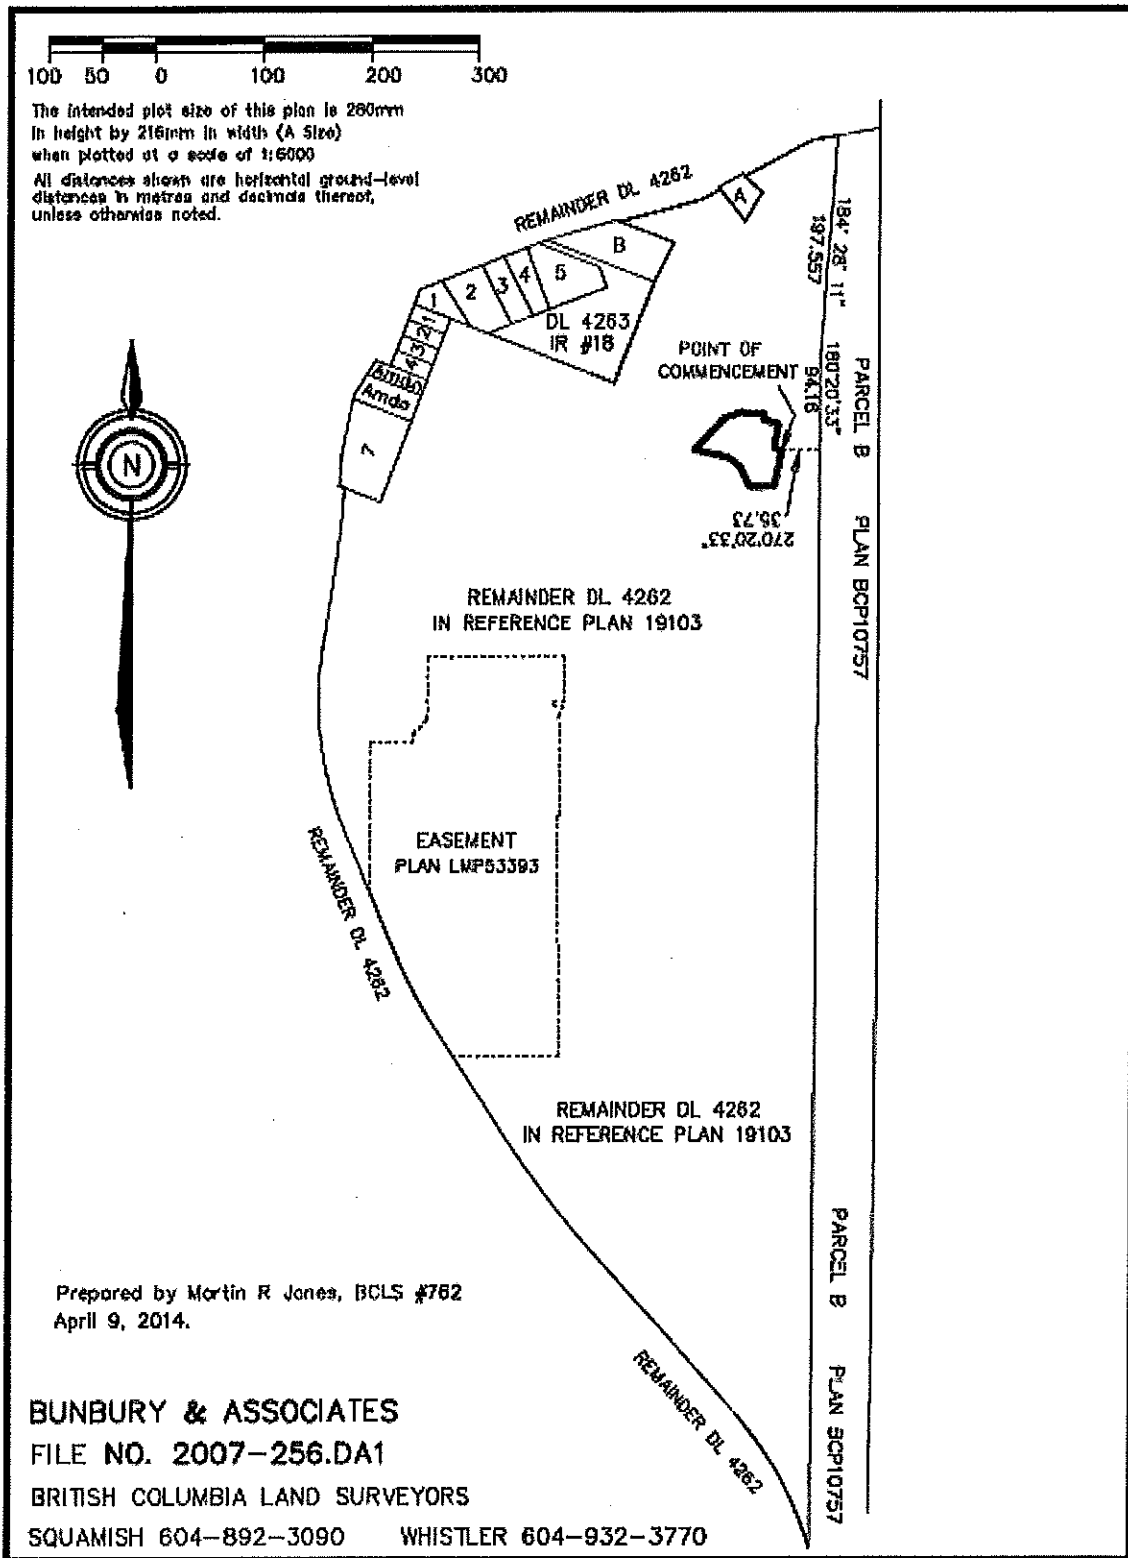 100 50 0 100 200 300
The intended plot size of this plan is 280mm
in height by 216mm in width (A Size)
when plotted at a scale of 1:6000
All distances shown are horizontal ground-level
distances in metres and decimals thereof,
unless otherwise noted.
REMAINDER DL 4262
A
B
184° 28' 11"
197.557
1
2
3
4
5
DL 4263
IR #18
1
2
3
4
Amdo
Amdo
7
POINT OF
COMMENCEMENT
180°20'33"
94.16
PARCEL B PLAN BCP10757
N
270°20'33"
35.73
REMAINDER DL 4262
IN REFERENCE PLAN 19103
EASEMENT
PLAN LMP53393
REMAINDER DL 4262
REMAINDER DL 4262
IN REFERENCE PLAN 19103
PARCEL B PLAN BCP10757
REMAINDER DL 4262
Prepared by Martin R Jones, BCLS #762
April 9, 2014.
BUNBURY & ASSOCIATES
FILE NO. 2007-256.DA1
BRITISH COLUMBIA LAND SURVEYORS
SQUAMISH 604-892-3090 WHISTLER 604-932-3770